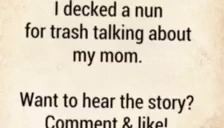 I decked a nun
for trash talking about
my mom.
Want to hear the story?
Comment & like!